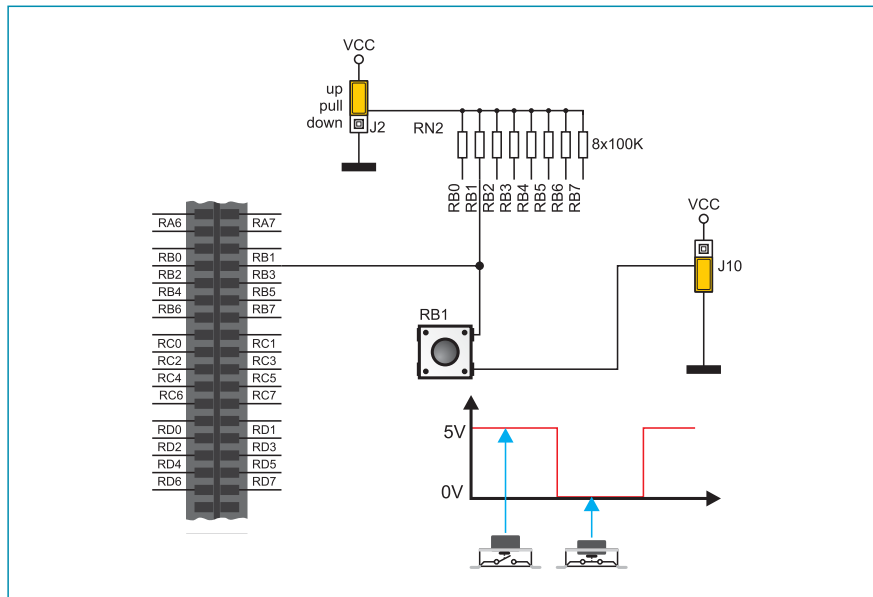 VCC
up
pull
down
J2
RN2
8x100K
RB0
RB1
RB2
RB3
RB4
RB5
RB6
RB7
VCC
J10
RA6 RA7
RB0 RB1
RB2 RB3
RB4 RB5
RB6 RB7
RC0 RC1
RC2 RC3
RC4 RC5
RC6 RC7
RD0 RD1
RD2 RD3
RD4 RD5
RD6 RD7
RB1
5V
0V